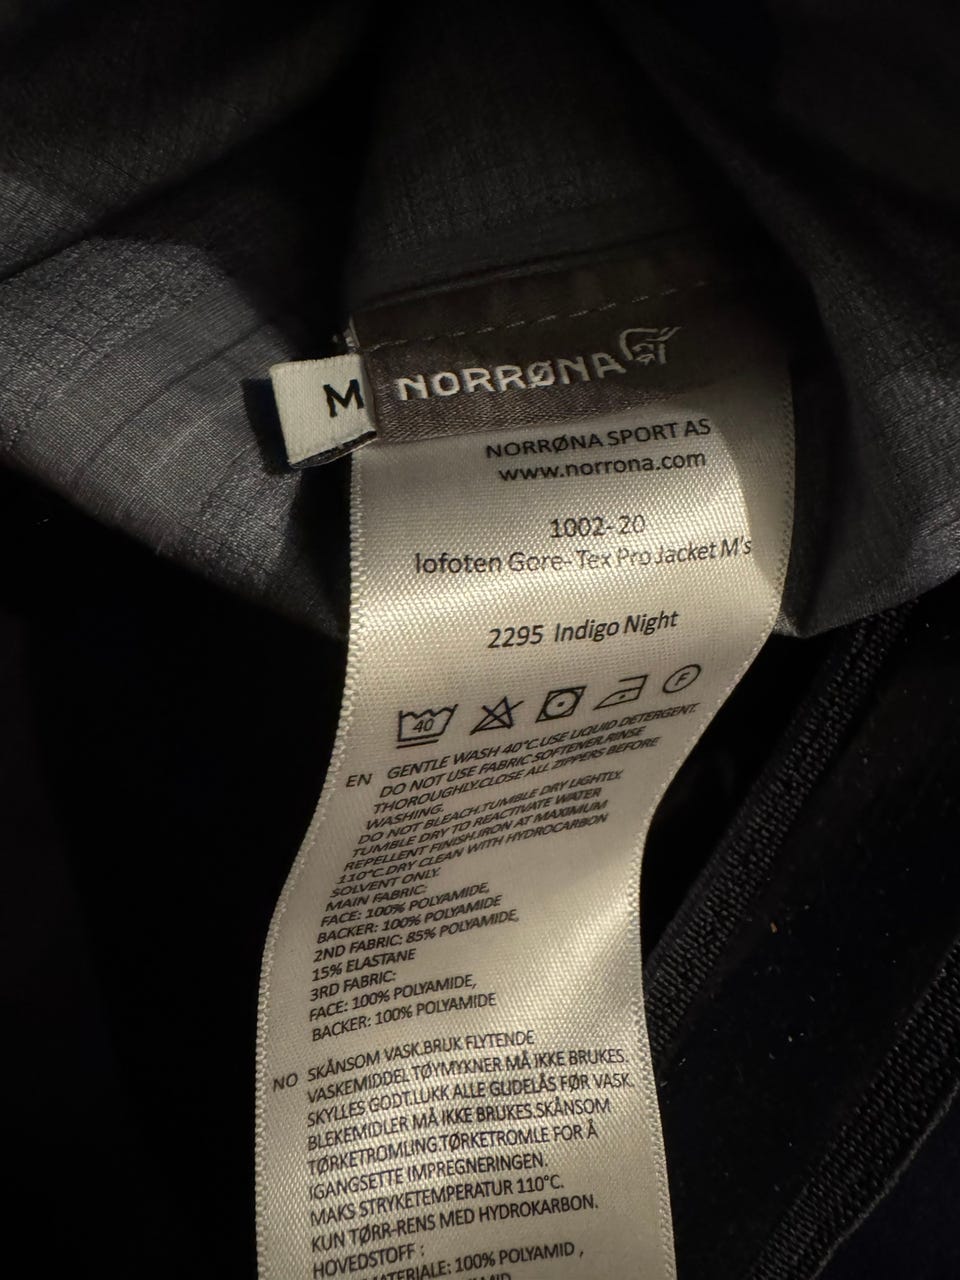 M
NORRØNA
NORRØNA SPORT AS
www.norrona.com
1002-20
lofoten Gore-Tex Pro Jacket M's
2295 Indigo Night
40
F
EN GENTLE WASH 40°C.USE LIQUID DETERGENT.
DO NOT USE FABRIC SOFTENER.RINSE
THOROUGHLY.CLOSE ALL ZIPPERS BEFORE
WASHING.
DO NOT BLEACH.TUMBLE DRY LIGHTLY.
TUMBLE DRY TO REACTIVATE WATER
REPELLENT FINISH.IRON AT MAXIMUM
110°C.DRY CLEAN WITH HYDROCARBON
SOLVENT ONLY.
MAIN FABRIC:
FACE: 100% POLYAMIDE,
BACKER: 100% POLYAMIDE
2ND FABRIC: 85% POLYAMIDE,
15% ELASTANE
3RD FABRIC:
FACE: 100% POLYAMIDE,
BACKER: 100% POLYAMIDE
NO SKÅNSOM VASK.BRUK FLYTENDE
VASKEMIDDEL TØYMYKNER MÅ IKKE BRUKES.
SKYLLES GODT.LUKK ALLE GLIDELÅS FØR VASK.
BLEKEMIDLER MÅ IKKE BRUKES.SKÅNSOM
TØRKETROMLING.TØRKETROMLE FOR Å
IGANGSETTE IMPREGNERINGEN.
MAKS STRYKETEMPERATUR 110°C.
KUN TØRR-RENS MED HYDROKARBON.
HOVEDSTOFF :
MATERIALE: 100% POLYAMID ,
100% POLYAMID